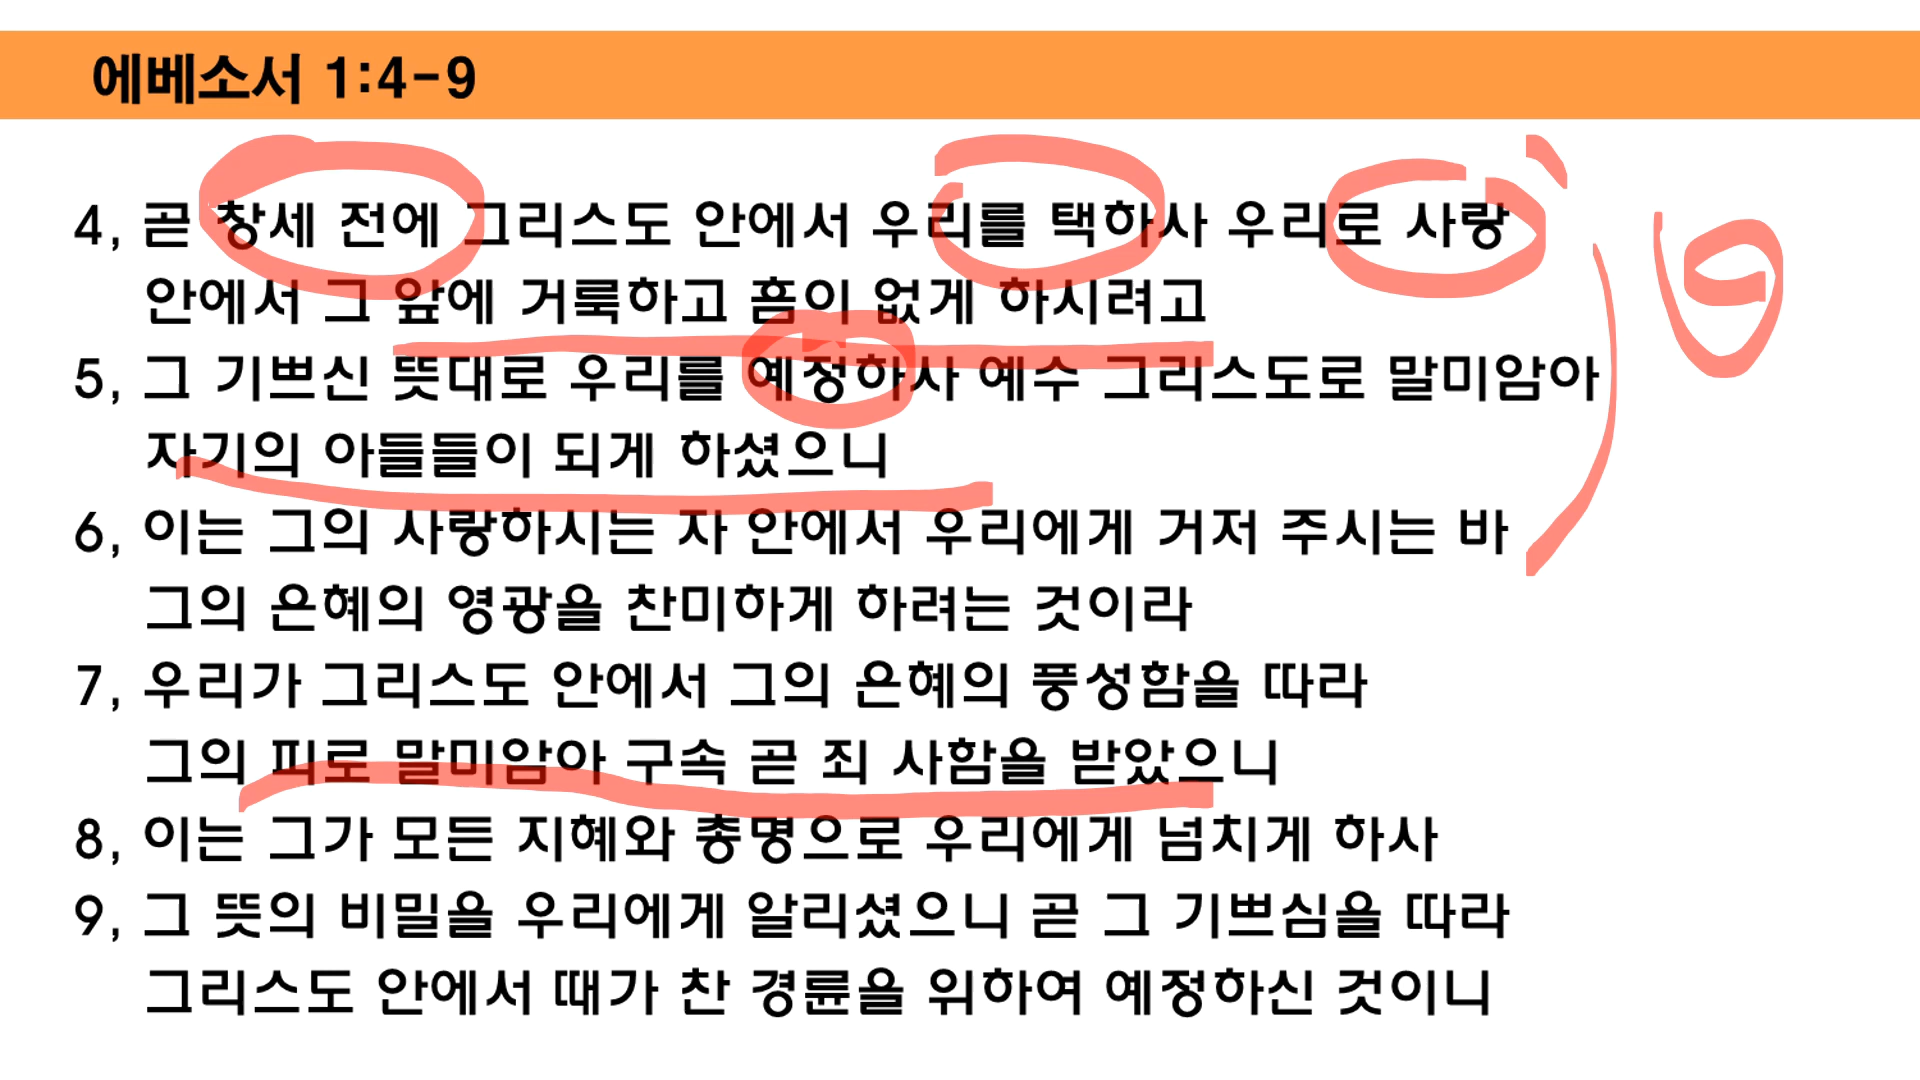 에베소서 1:4-9
4, 곧 창세 전에 그리스도 안에서 우리를 택하사 우리로 사랑
안에서 그 앞에 거룩하고 흠이 없게 하시려고
5, 그 기쁘신 뜻대로 우리를 예정하사 예수 그리스도로 말미암아
자기의 아들들이 되게 하셨으니
6, 이는 그의 사랑하시는 자 안에서 우리에게 거저 주시는 바
그의 은혜의 영광을 찬미하게 하려는 것이라
7, 우리가 그리스도 안에서 그의 은혜의 풍성함을 따라
그의 피로 말미암아 구속 곧 죄 사함을 받았으니
8, 이는 그가 모든 지혜와 총명으로 우리에게 넘치게 하사
9, 그 뜻의 비밀을 우리에게 알리셨으니 곧 그 기쁘심을 따라
그리스도 안에서 때가 찬 경륜을 위하여 예정하신 것이니